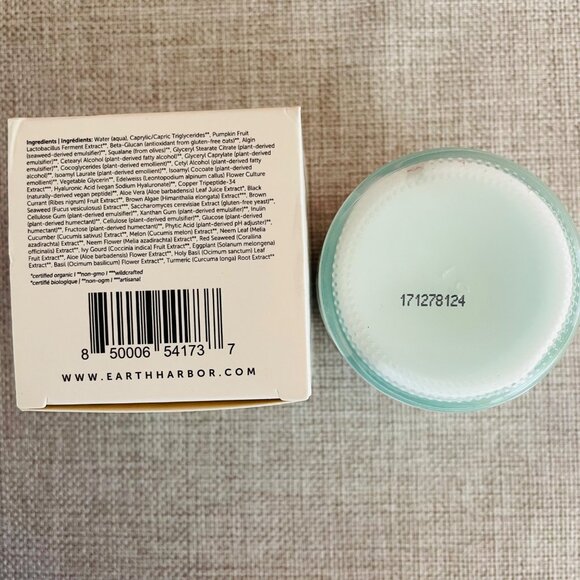 Ingredients | Ingrédients: Water (aqua), Caprylic/Capric Triglycerides**, Pumpkin Fruit
Lactobacillus Ferment Extract**, Beta-Glucan (antioxidant from gluten-free oats)**, Algin
(seaweed-derived emulsifier)**, Squalane (from olives)**, Glyceryl Stearate Citrate (plant-derived
emulsifier)**, Cetearyl Alcohol (plant-derived fatty alcohol)**, Glyceryl Caprylate (plant-derived
emulsifier)**, Cocoglycerides (plant-derived emollient)**, Cetyl Alcohol (plant-derived fatty
alcohol)**, Isoamyl Laurate (plant-derived emollient)**, Isoamyl Cocoate (plant-derived
emollient)**, Vegetable Glycerin**, Edelweiss (Leontopodium alpinum callus) Flower Culture
Extract**, Hyaluronic Acid (vegan Sodium Hyaluronate)**, Copper Tripeptide-34
(naturally-derived vegan peptide)**, Aloe Vera (Aloe barbadensis) Leaf Juice Extract*, Black
Currant (Ribes nigrum) Fruit Extract**, Brown Algae (Himanthalia elongata) Extract**, Brown
Seaweed (Fucus vesiculosus) Extract**, Saccharomyces cerevisiae Extract (gluten-free yeast)**,
Cellulose Gum (plant-derived humectant)**, Xanthan Gum (plant-derived emulsifier)**, Inulin
(plant-derived humectant)**, Cellulose (plant-derived emulsifier)**, Glucose (plant-derived
humectant)**, Fructose (plant-derived humectant)**, Phytic Acid (plant-derived pH adjuster)**,
Cucumber (Cucumis sativus) Extract**, Melon (Cucumis melon) Extract**, Neem Leaf (Melia
azadirachta) Extract**, Neem Flower (Melia azadirachta) Extract**, Red Seaweed (Corallina
officinalis) Extract**, Ivy Gourd (Coccinia indica) Fruit Extract**, Eggplant (Solanum melongena)
Fruit Extract**, Aloe (Aloe barbadensis) Flower Extract**, Holy Basil (Ocimum sanctum) Leaf
Extract**, Basil (Ocimum basilicum) Flower Extract**, Turmeric (Curcuma longa) Root Extract**
*certified organic | **non-gmo | ***wildcrafted
*certifié biologique | **non-ogm | ***artisanal
8 50006 54173 7
WWW.EARTHHARBOR.COM
171278124